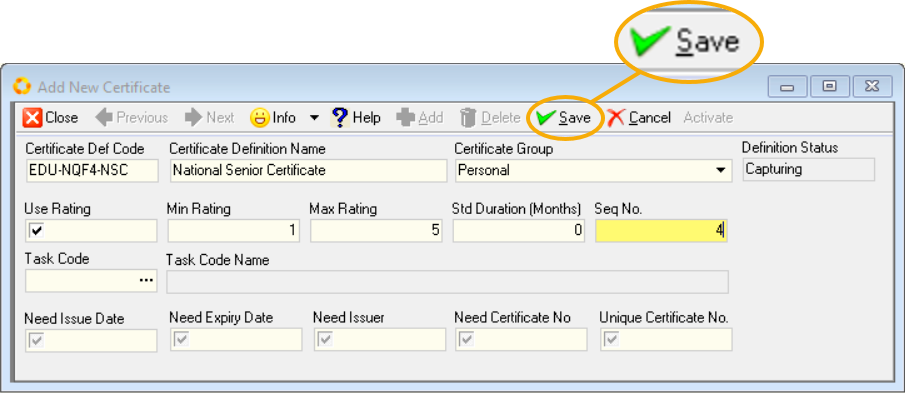 Save
Add New Certificate
Close Previous Next Info Help Add Delete Save Cancel Activate
Certificate Def Code Certificate Definition Name Certificate Group Definition Status
EDU-NQF4-NSC National Senior Certificate Personal Capturing
Use Rating Min Rating Max Rating Std Duration (Months) Seq No.
1 5 0 4
Task Code Task Code Name
...
Need Issue Date Need Expiry Date Need Issuer Need Certificate No Unique Certificate No.